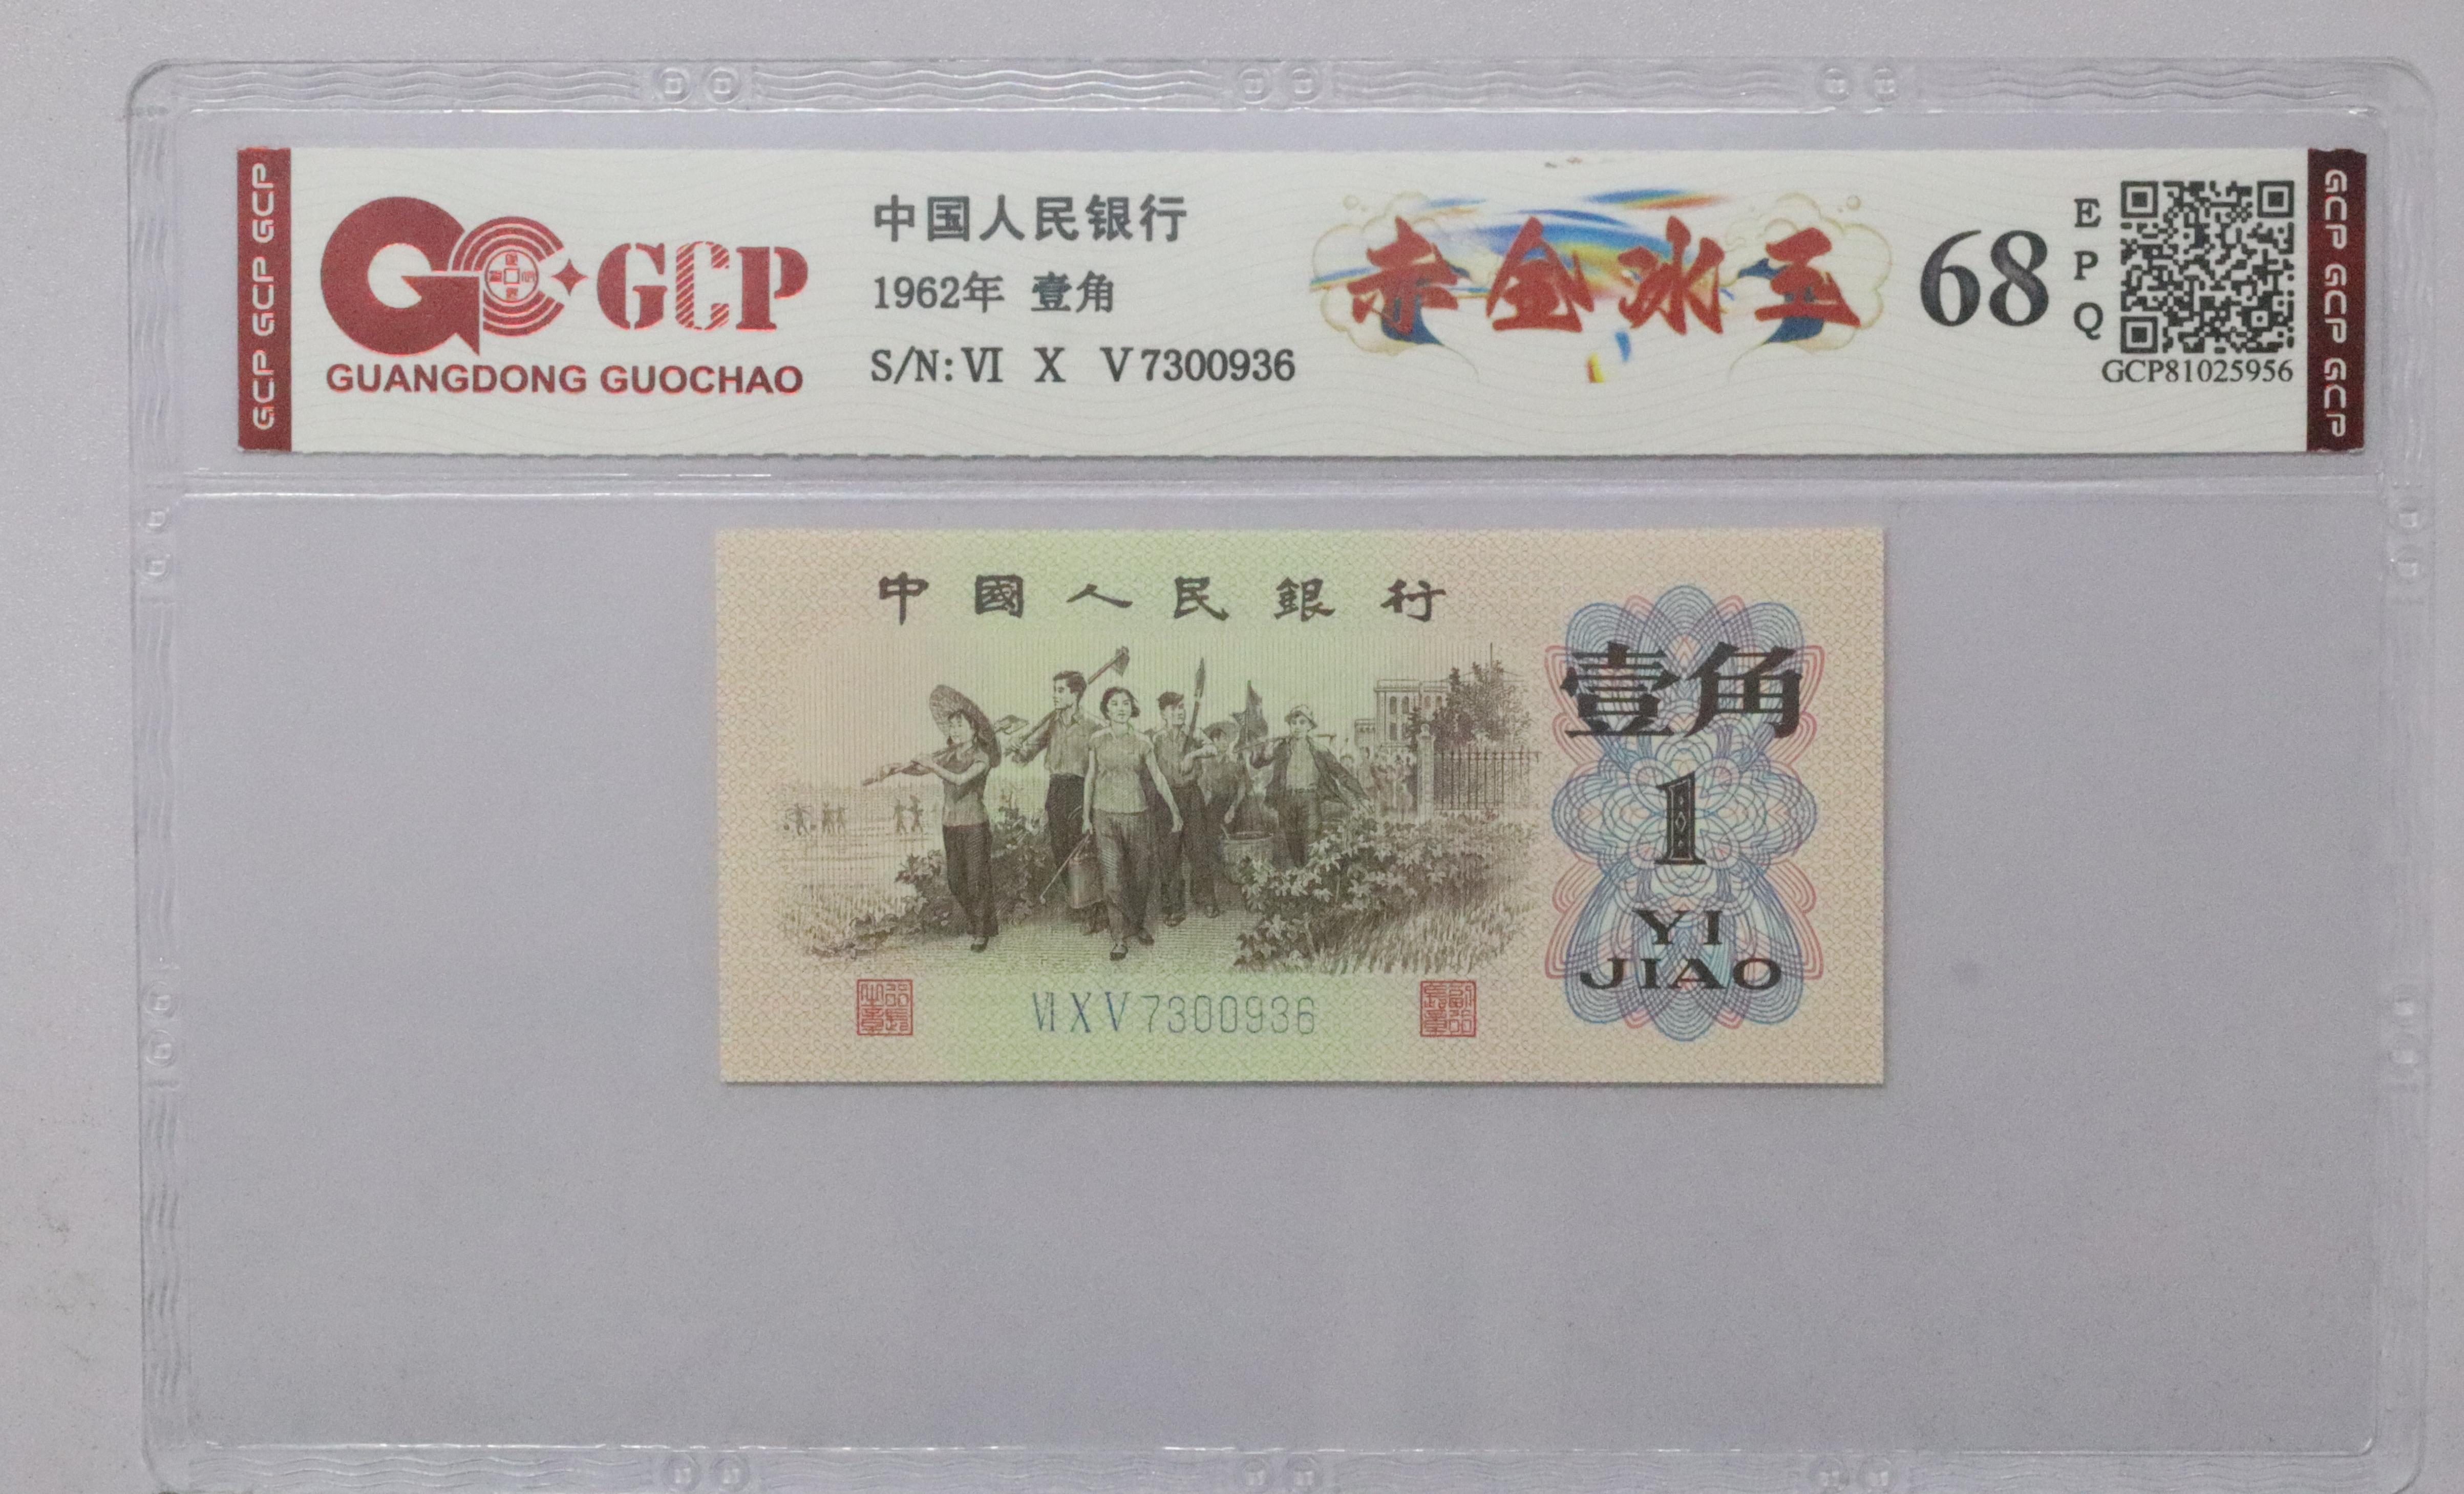 GCP GCP GCP
GCP
GUANGDONG GUOCHAO
中国人民银行
1962年 壹角
S/N: VI X V 7300936
赤金冰王
68
E
P
Q
GCP81025956
GCP GCP GCP
中國人民銀行
壹角
1
YI
JIAO
VI X V 7300936